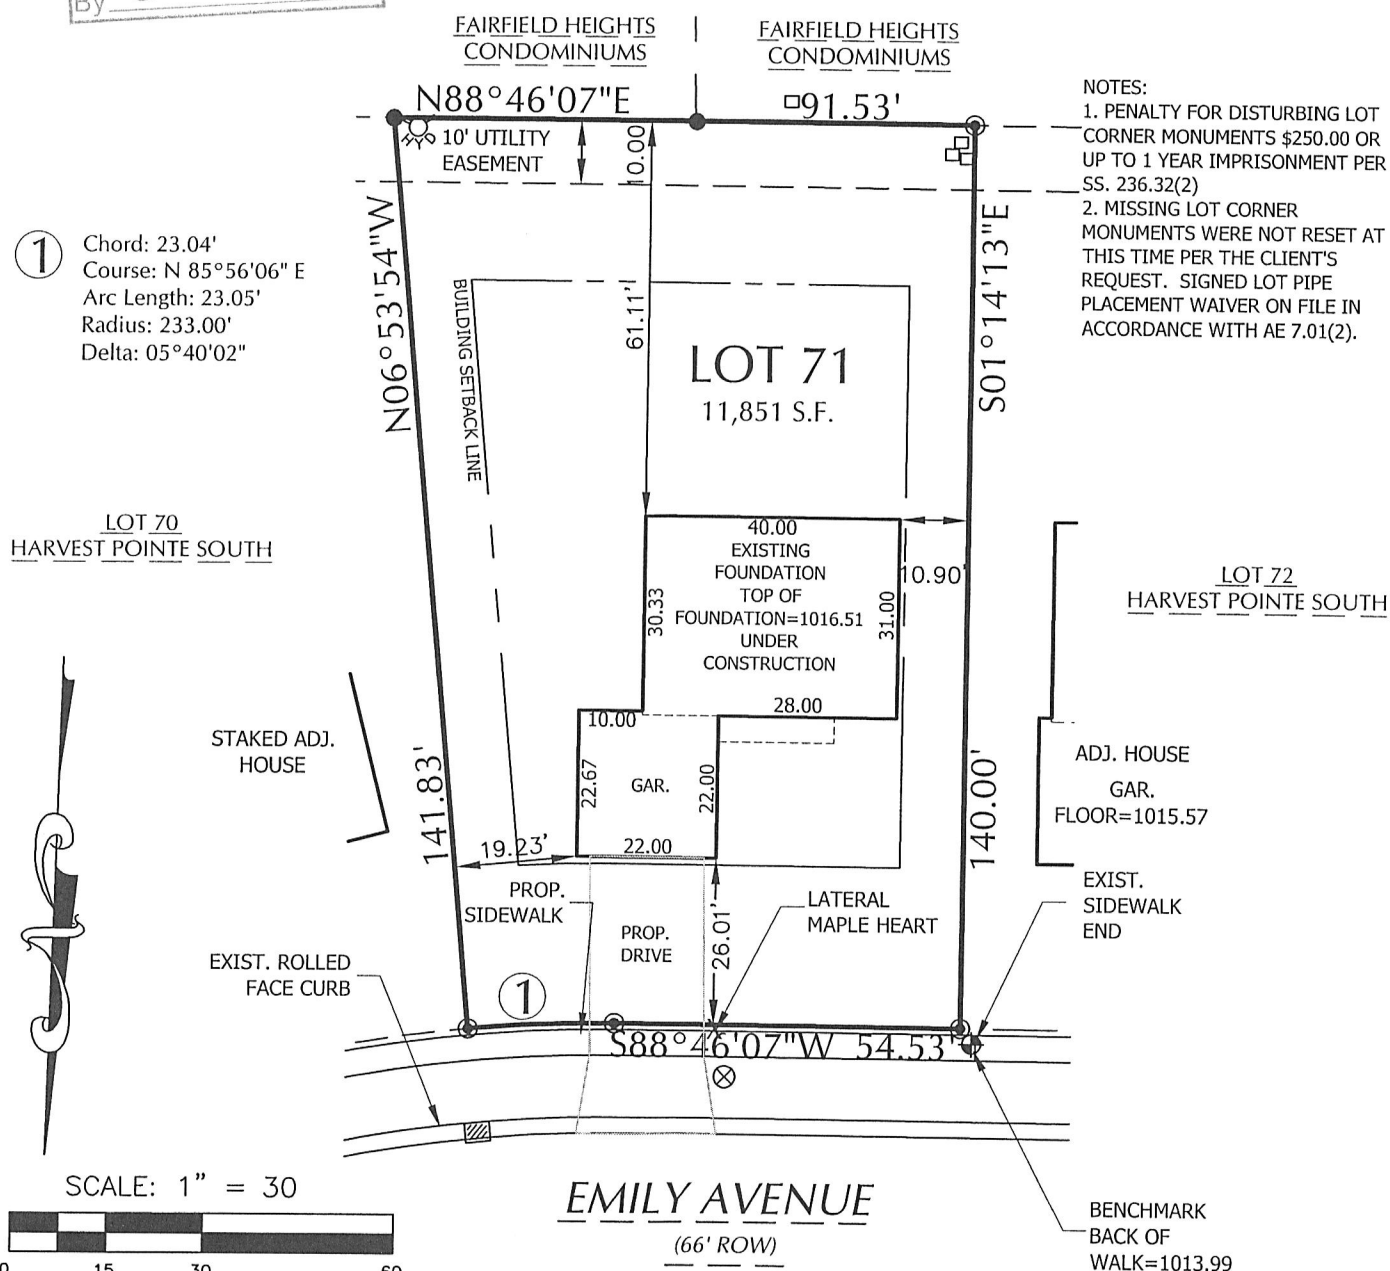 By
FAIRFIELD HEIGHTS
CONDOMINIUMS
FAIRFIELD HEIGHTS
CONDOMINIUMS
N88°46'07"E
91.53'
10' UTILITY
EASEMENT
10.00
NOTES:
1. PENALTY FOR DISTURBING LOT
CORNER MONUMENTS $250.00 OR
UP TO 1 YEAR IMPRISONMENT PER
SS. 236.32(2)
2. MISSING LOT CORNER
MONUMENTS WERE NOT RESET AT
THIS TIME PER THE CLIENT'S
REQUEST. SIGNED LOT PIPE
PLACEMENT WAIVER ON FILE IN
ACCORDANCE WITH AE 7.01(2).
1
Chord: 23.04'
Course: N 85°56'06" E
Arc Length: 23.05'
Radius: 233.00'
Delta: 05°40'02"
N06°53'54"W
BUILDING SETBACK LINE
61.11'
S01°14'13"E
LOT 71
11,851 S.F.
LOT 70
HARVEST POINTE SOUTH
40.00
EXISTING
FOUNDATION
TOP OF
FOUNDATION=1016.51
UNDER
CONSTRUCTION
30.33
31.00
10.90'
LOT 72
HARVEST POINTE SOUTH
28.00
10.00
STAKED ADJ.
HOUSE
141.83'
22.67
GAR.
22.00
140.00'
ADJ. HOUSE
GAR.
FLOOR=1015.57
19.23'
22.00
PROP.
SIDEWALK
PROP.
DRIVE
26.01'
LATERAL
MAPLE HEART
EXIST.
SIDEWALK
END
EXIST. ROLLED
FACE CURB
1
S88°46'07"W 54.53'
SCALE: 1" = 30
0 15 30 60
EMILY AVENUE
(66' ROW)
BENCHMARK
BACK OF
WALK=1013.99